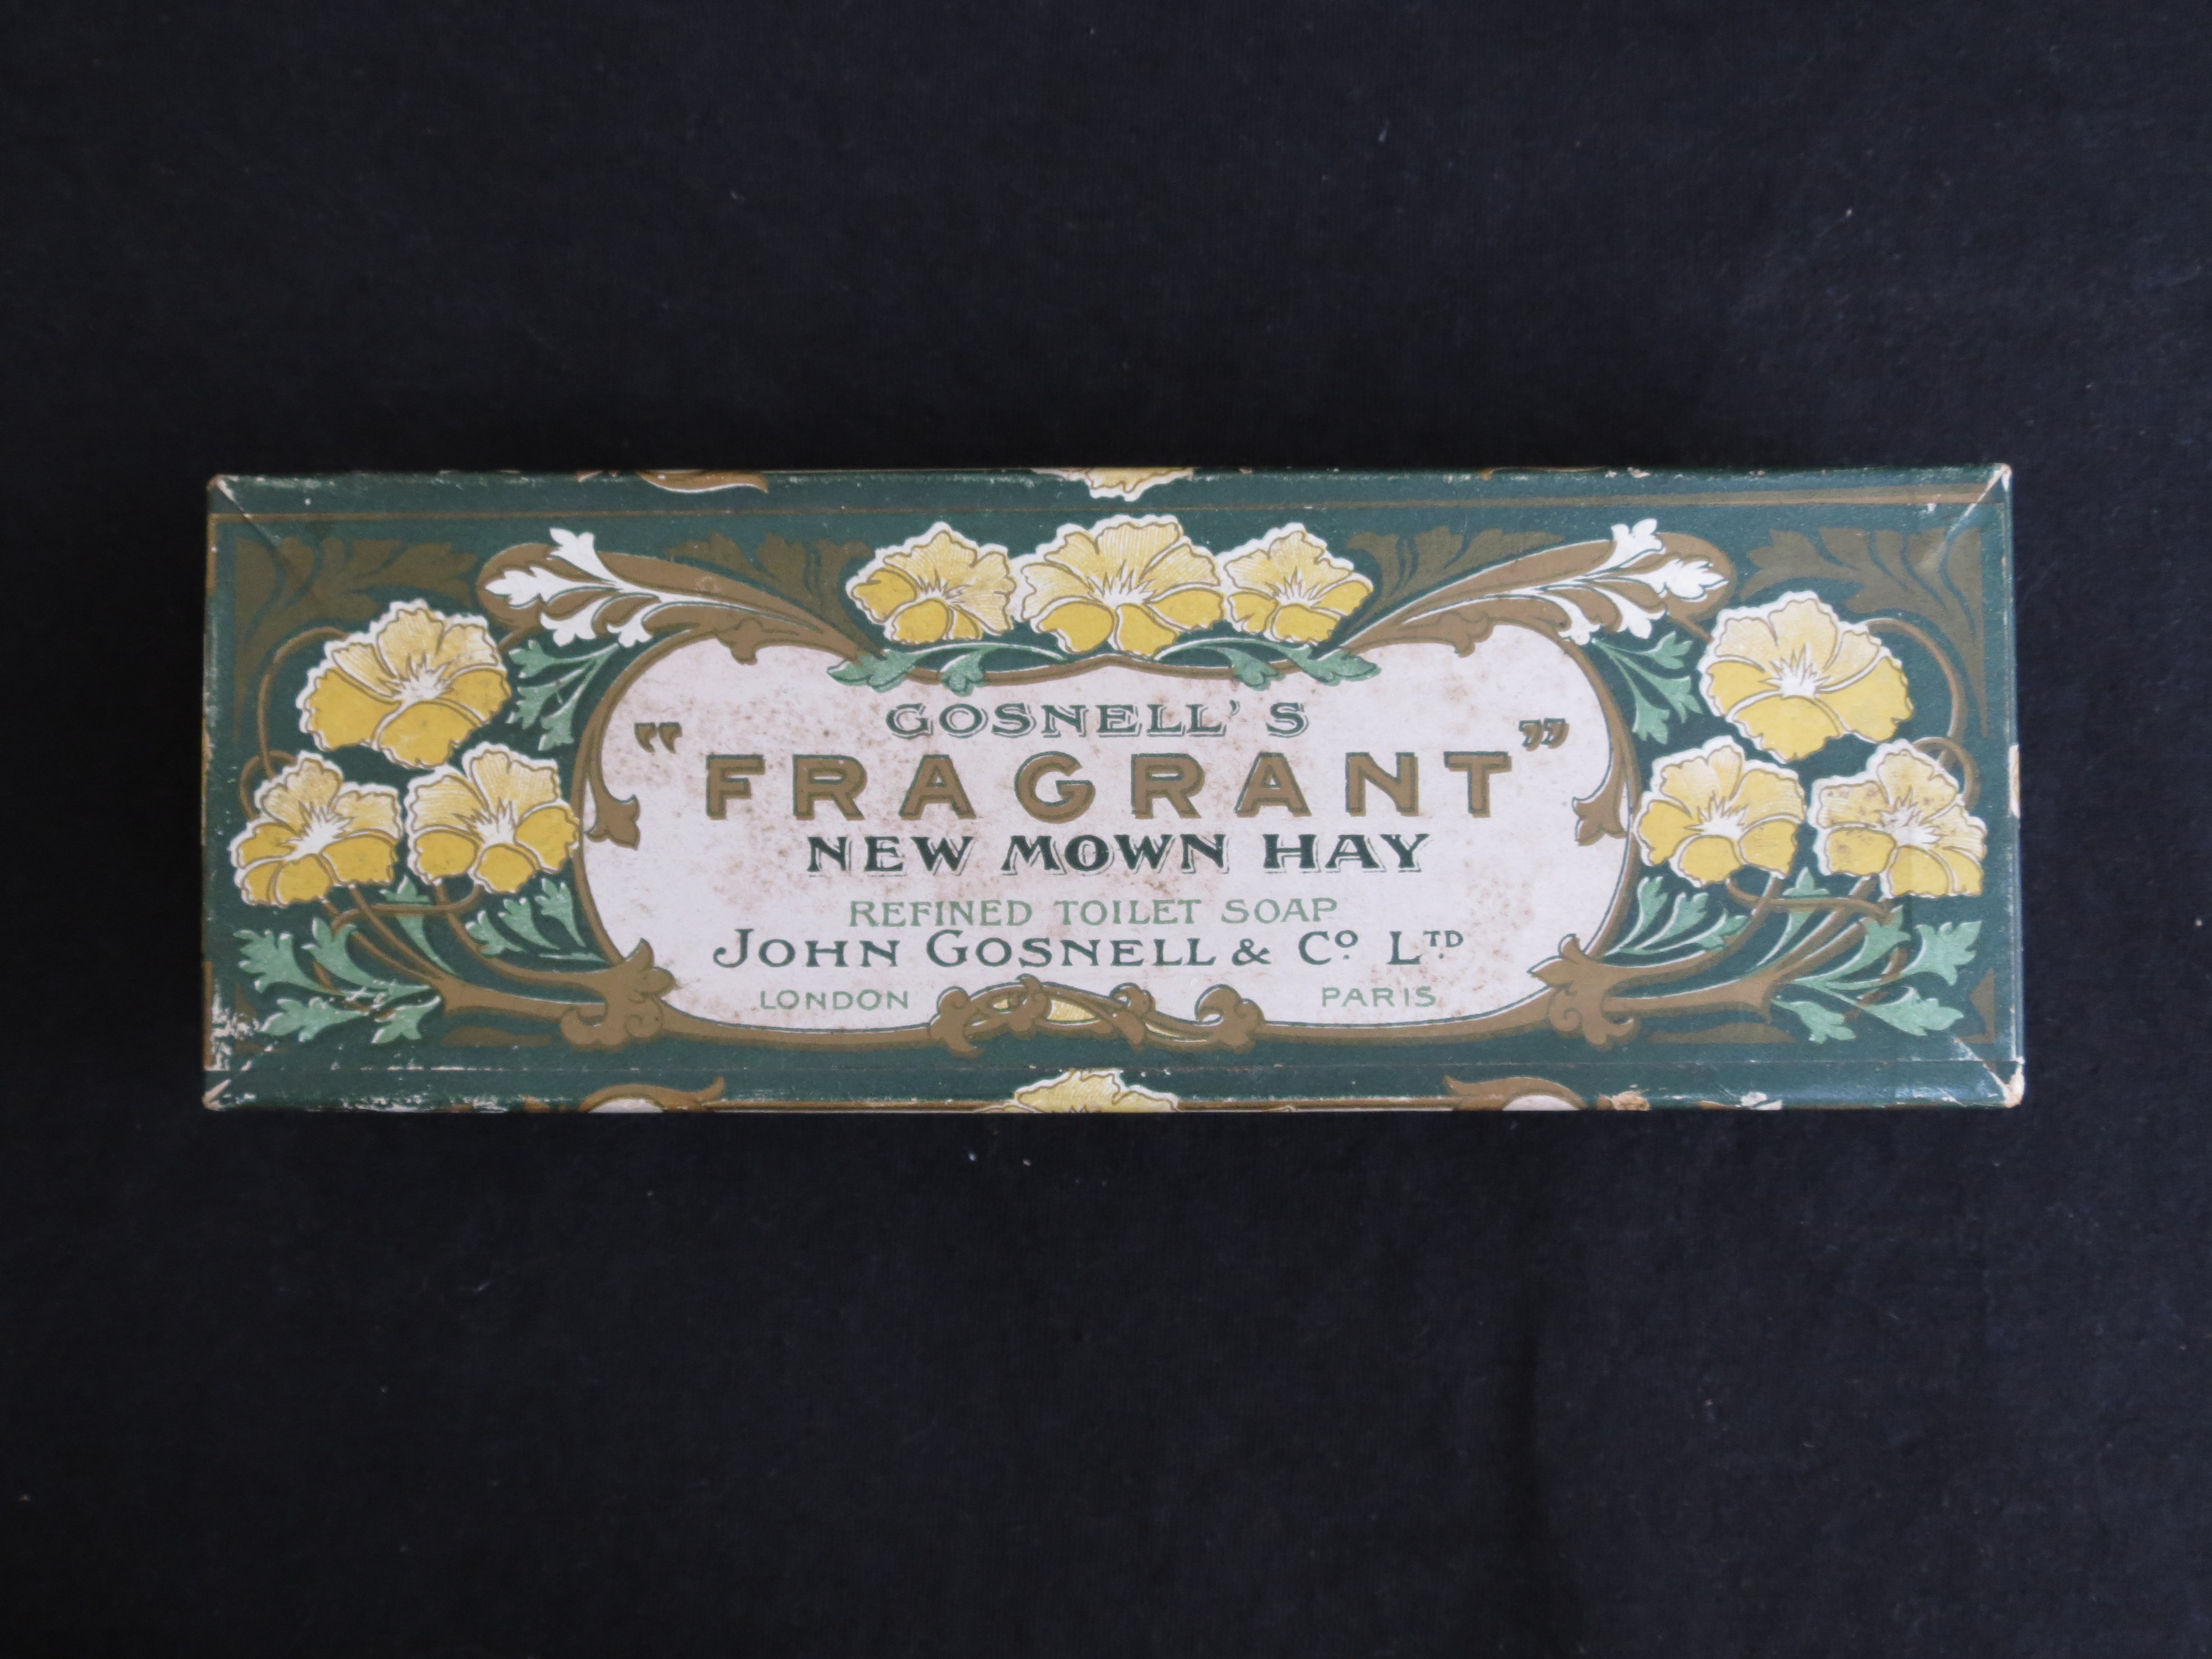 GOSNELL'S
"FRAGRANT"
NEW MOWN HAY
REFINED TOILET SOAP
JOHN GOSNELL & Cº LTD
LONDON PARIS